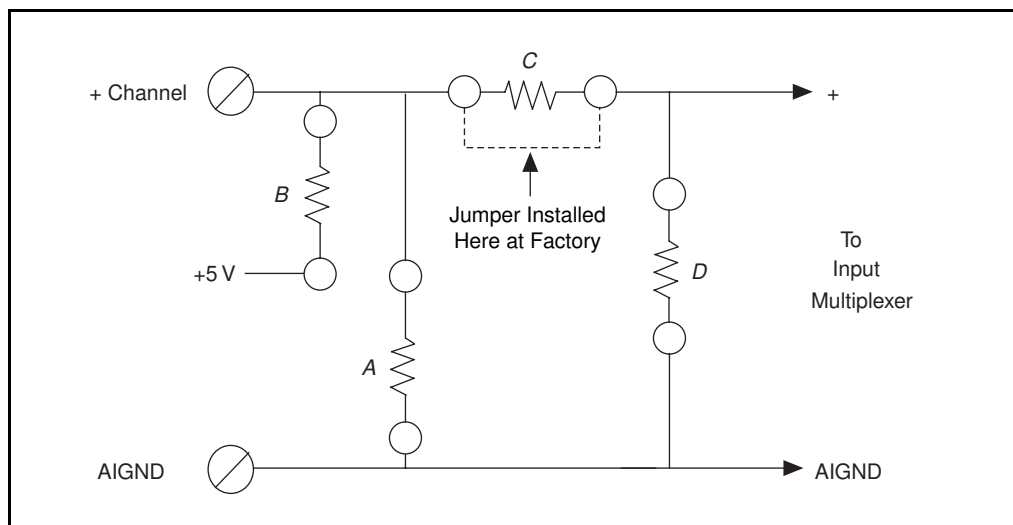 C
+ Channel
+
B
Jumper Installed
Here at Factory
To
Input
Multiplexer
+5 V
D
A
AIGND
AIGND